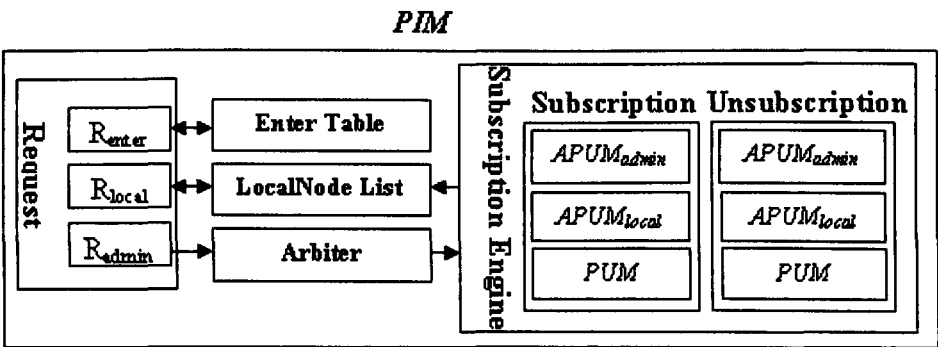 PIM
Request
R_enter
R_local
R_admin
Enter Table
LocalNode List
Arbiter
Subscription Engine
Subscription
APUM_admin
APUM_local
PUM
Unsubscription
APUM_admin
APUM_local
PUM